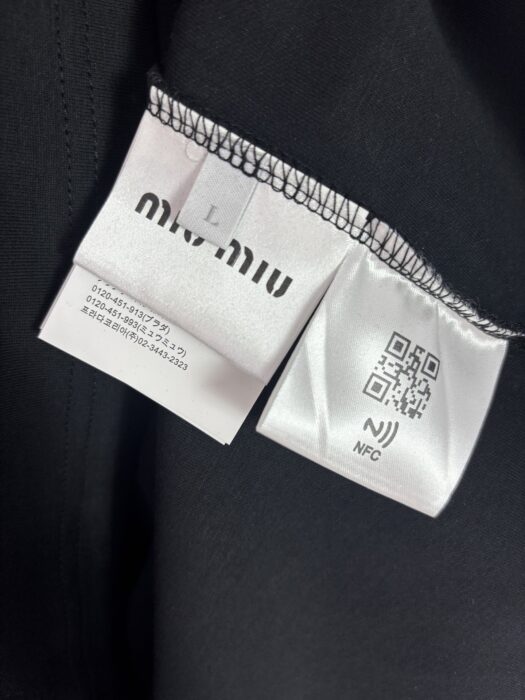 L
miu miu
0120-451-913(プラダ)
0120-451-993(ミュウミュウ)
프라다코리아(주)02-3443-2323
NFC